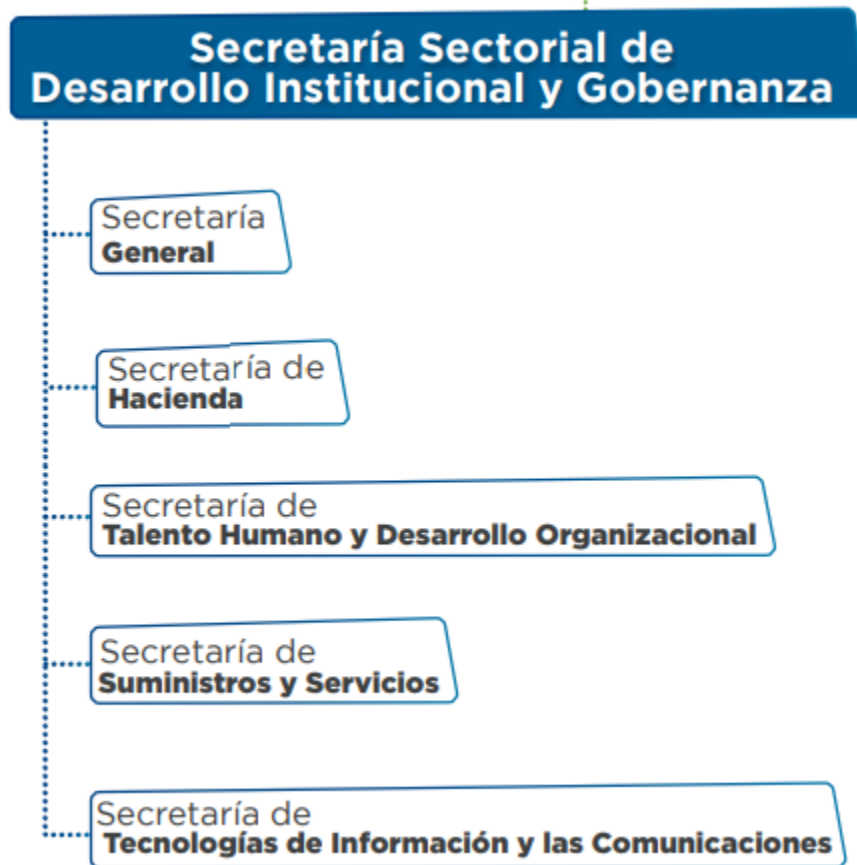 Secretaría Sectorial de
Desarrollo Institucional y Gobernanza
Secretaría
General
Secretaría de
Hacienda
Secretaría de
Talento Humano y Desarrollo Organizacional
Secretaría de
Suministros y Servicios
Secretaría de
Tecnologías de Información y las Comunicaciones